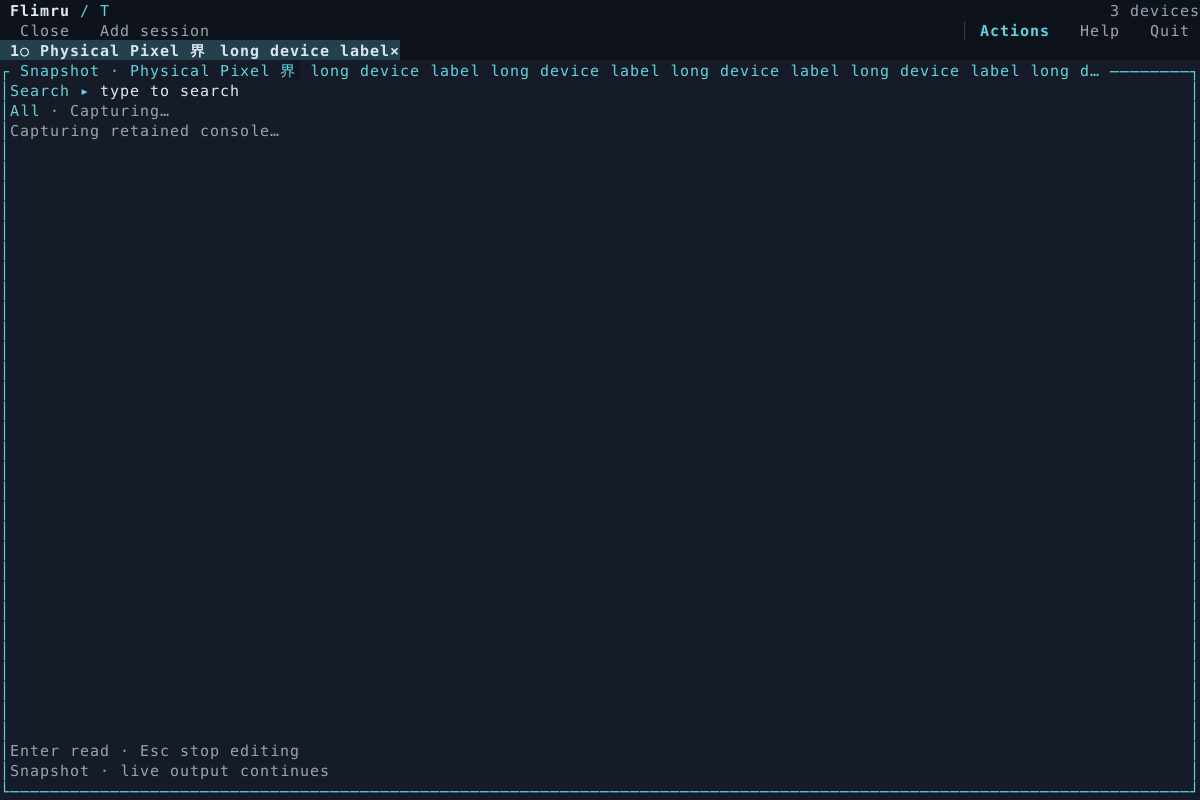 Flimru / T 3 devices
Close Add session │ Actions Help Quit
1○ Physical Pixel 界 long device label×
Snapshot · Physical Pixel 界 long device label long device label long device label long device label long d…
Search ▸ type to search
All · Capturing…
Capturing retained console…
Enter read · Esc stop editing
Snapshot · live output continues